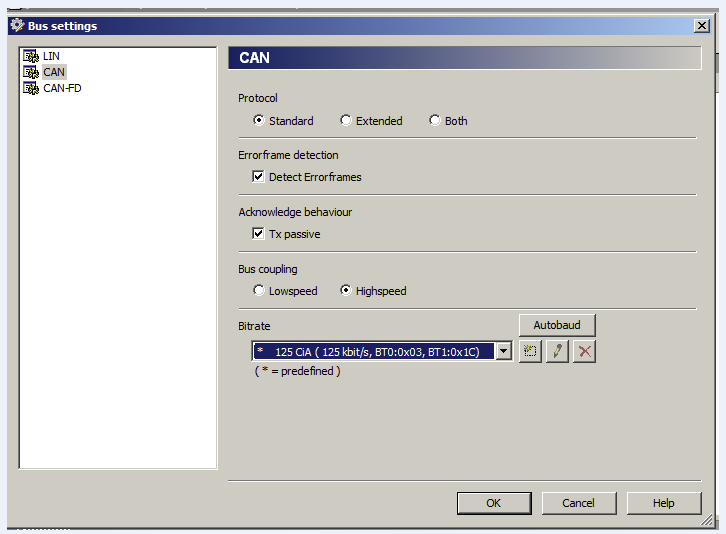 Bus settings
LIN
CAN
CAN-FD
CAN
Protocol
Standard Extended Both
Errorframe detection
Detect Errorframes
Acknowledge behaviour
Tx passive
Bus coupling
Lowspeed Highspeed
Bitrate
Autobaud
* 125 CiA ( 125 kbit/s, BT0:0x03, BT1:0x1C)
( * = predefined )
OK Cancel Help